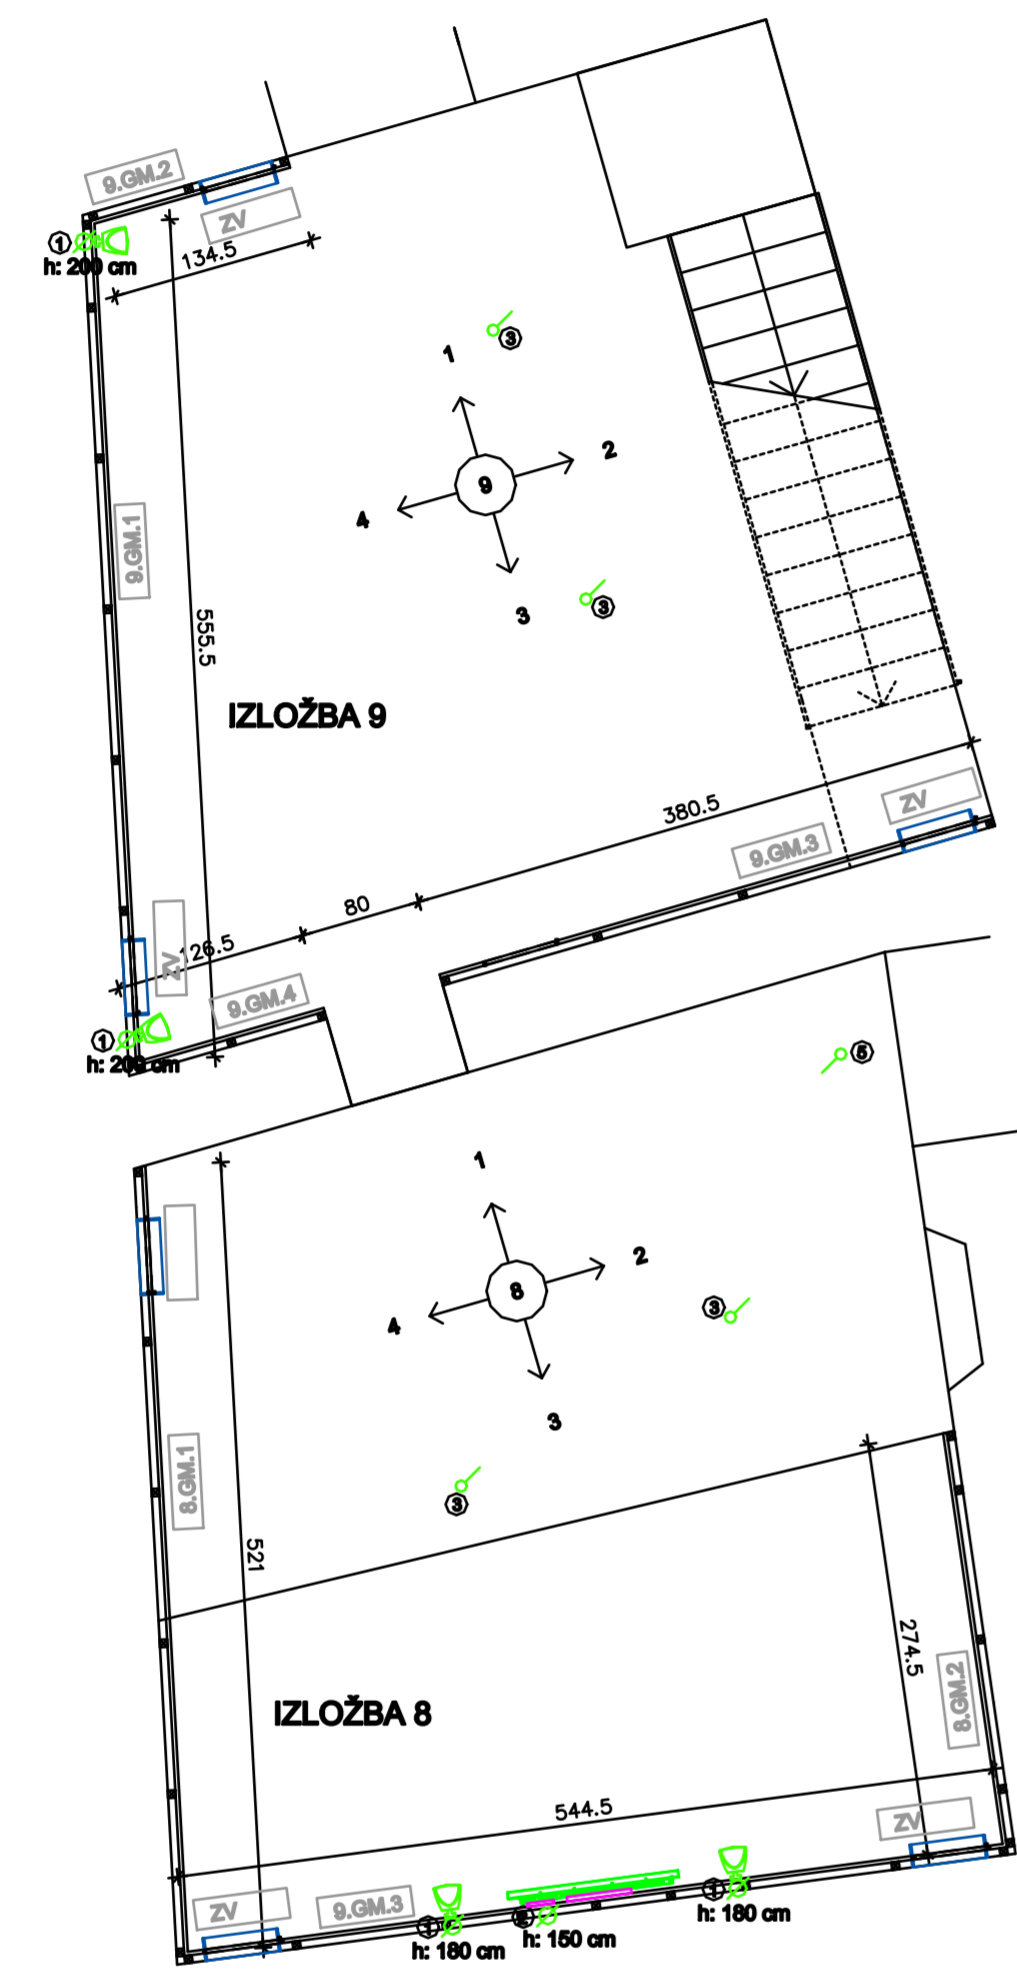 9.GM.2
ZV
1
h: 200 cm
134.5
3
1
2
9
4
3
3
9.GM.1
555.5
IZLOŽBA 9
380.5
ZV
9.GM.3
80
126.5
ZV
9.GM.4
1
h: 200 cm
5
1
2
8
3
4
3
3
8.GM.1
521
274.5
8.GM.2
IZLOŽBA 8
544.5
ZV
ZV
9.GM.3
1
h: 180 cm
h: 150 cm
1
h: 180 cm